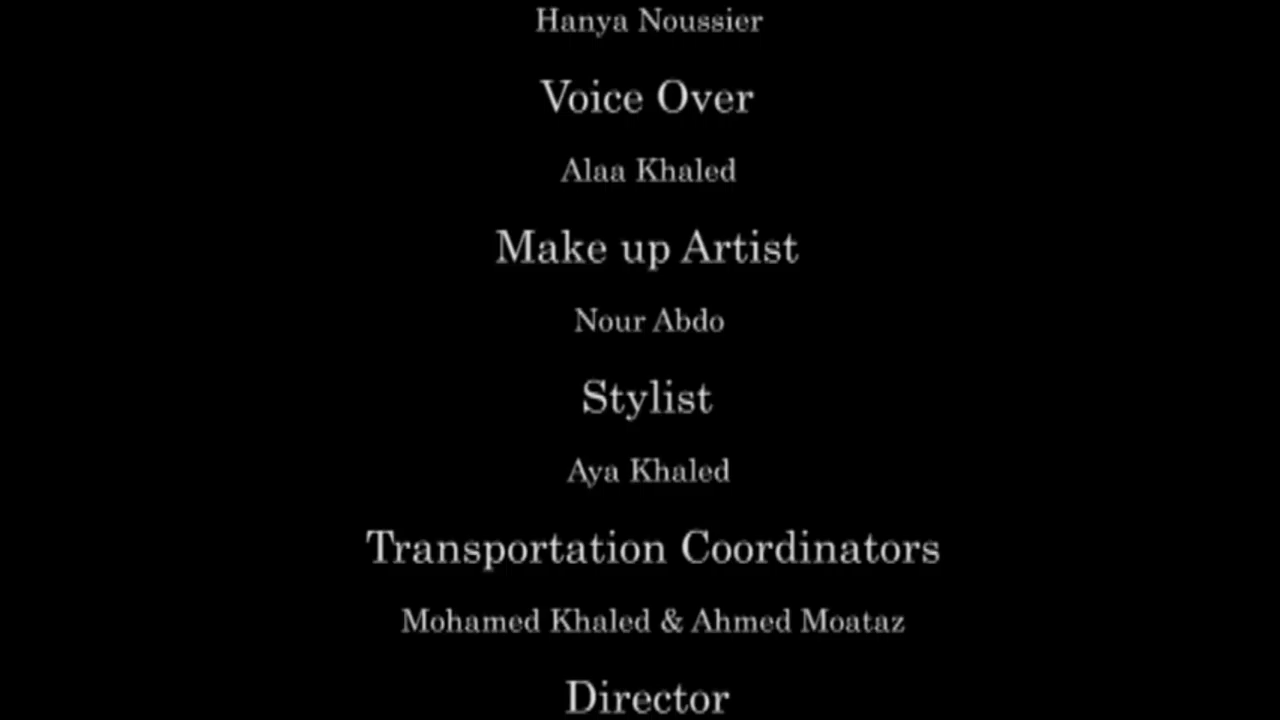 Hanya Noussier
Voice Over
Alaa Khaled
Make up Artist
Nour Abdo
Stylist
Aya Khaled
Transportation Coordinators
Mohamed Khaled & Ahmed Moataz
Director